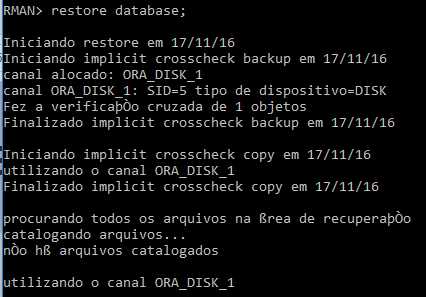 RMAN> restore database;
Iniciando restore em 17/11/16
Iniciando implicit crosscheck backup em 17/11/16
canal alocado: ORA_DISK_1
canal ORA_DISK_1: SID=5 tipo de dispositivo=DISK
Fez a verificaþÒo cruzada de 1 objetos
Finalizado implicit crosscheck backup em 17/11/16
Iniciando implicit crosscheck copy em 17/11/16
utilizando o canal ORA_DISK_1
Finalizado implicit crosscheck copy em 17/11/16
procurando todos os arquivos na ßrea de recuperaþÒo
catalogando arquivos...
nÒo hß arquivos catalogados
utilizando o canal ORA_DISK_1